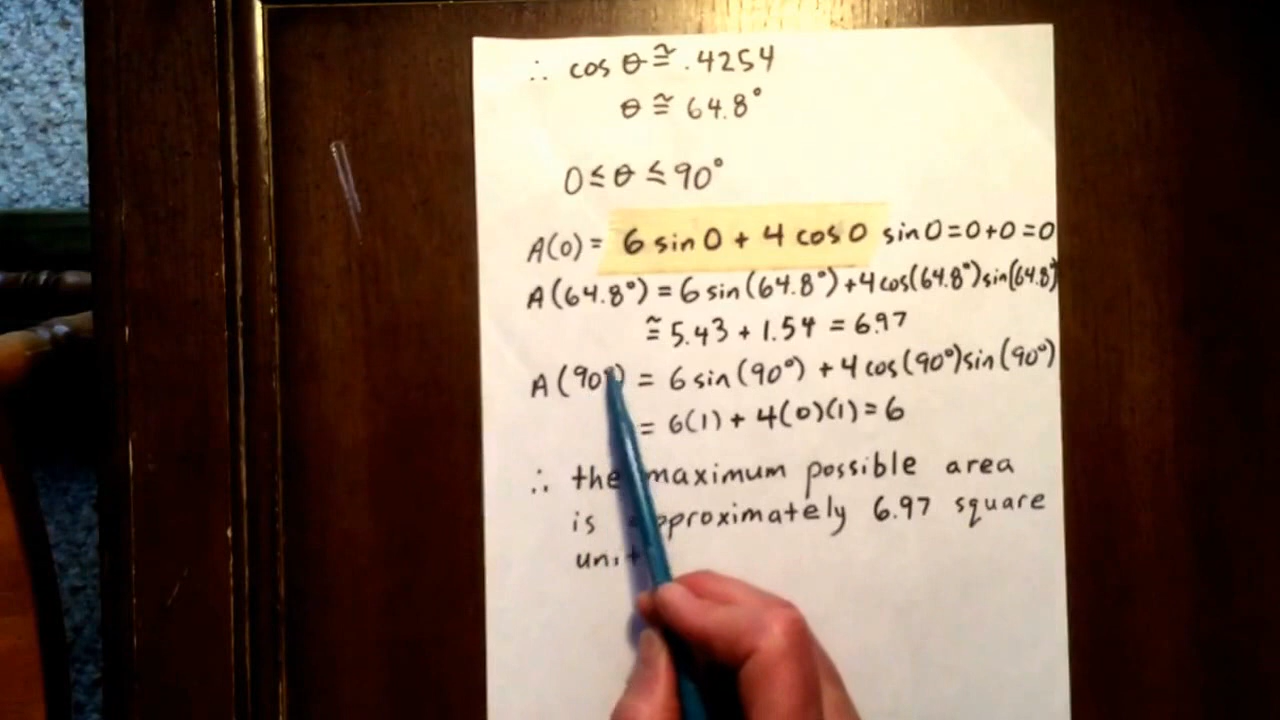 ∴ cos θ ≅ .4254
θ ≅ 64.8°
0 ≤ θ ≤ 90°
A(0) = 6 sin 0 + 4 cos 0 sin 0 = 0 + 0 = 0
A(64.8°) = 6 sin(64.8°) + 4 cos(64.8°) sin(64.8°
≅ 5.43 + 1.54 = 6.97
A(90°) = 6 sin(90°) + 4 cos(90°) sin(90°)
= 6(1) + 4(0)(1) = 6
∴ the maximum possible area
is approximately 6.97 square
unit